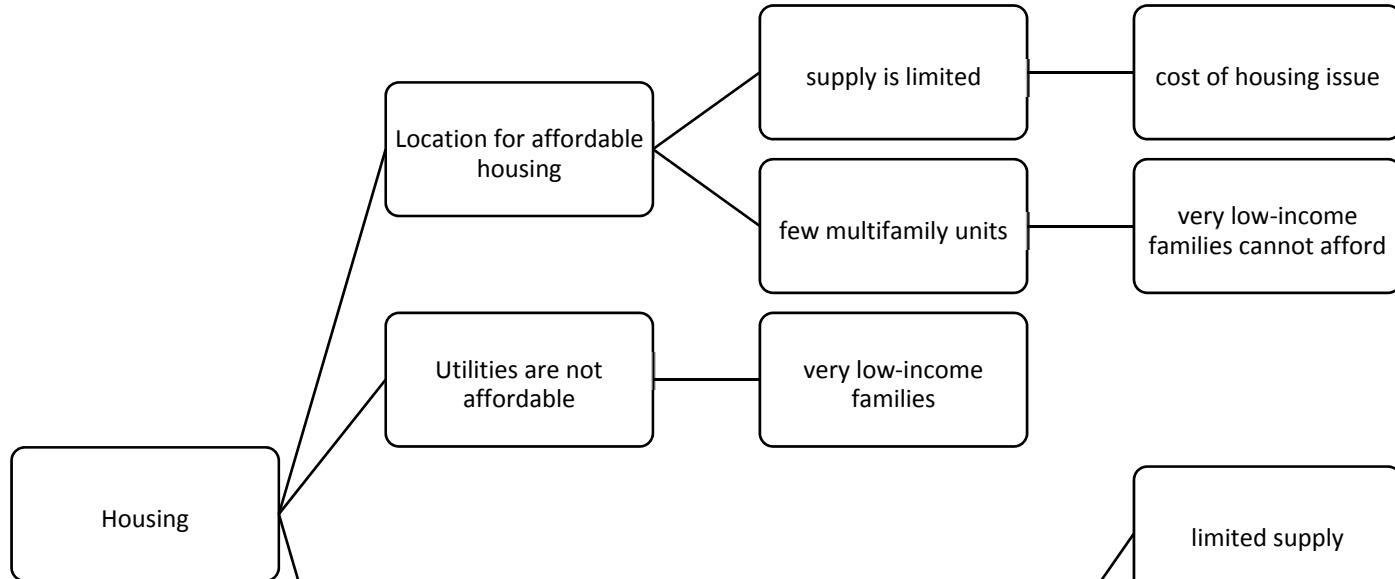 supply is limited
cost of housing issue
Location for affordable
housing
few multifamily units
very low-income
families cannot afford
Utilities are not
affordable
very low-income
families
Housing
limited supply